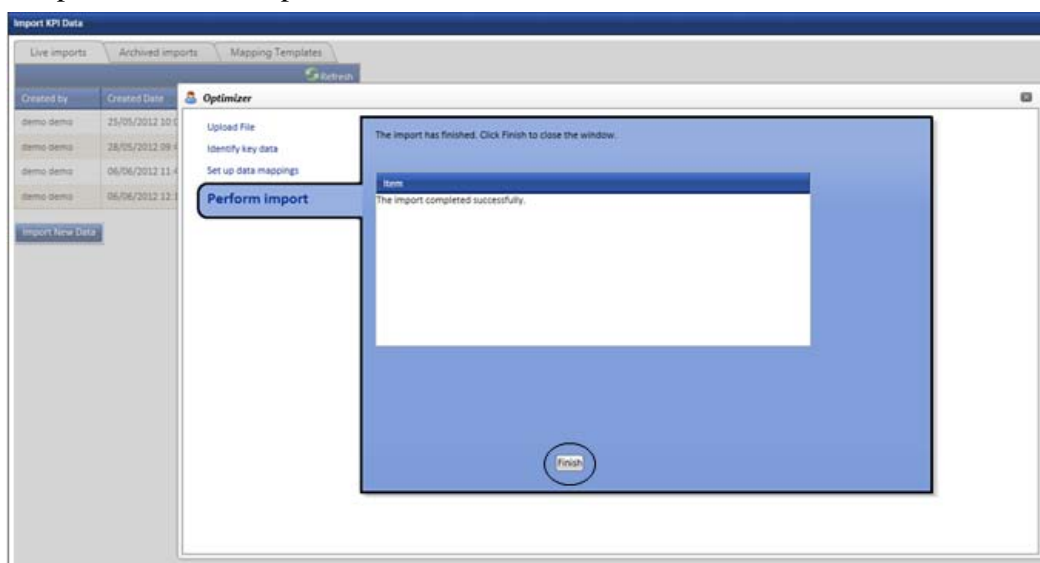 Import KPI Data
Live imports
Archived imports
Mapping Templates
Refresh
Created by
Created Date
demo demo
25/05/2012 10:
demo demo
28/05/2012 09:
demo demo
06/06/2012 11:4
demo demo
06/06/2012 12:
Import New Data
Optimizer
Upload File
Identify key data
Set up data mappings
Perform import
The import has finished. Click Finish to close the window.
Item
The import completed successfully.
Finish